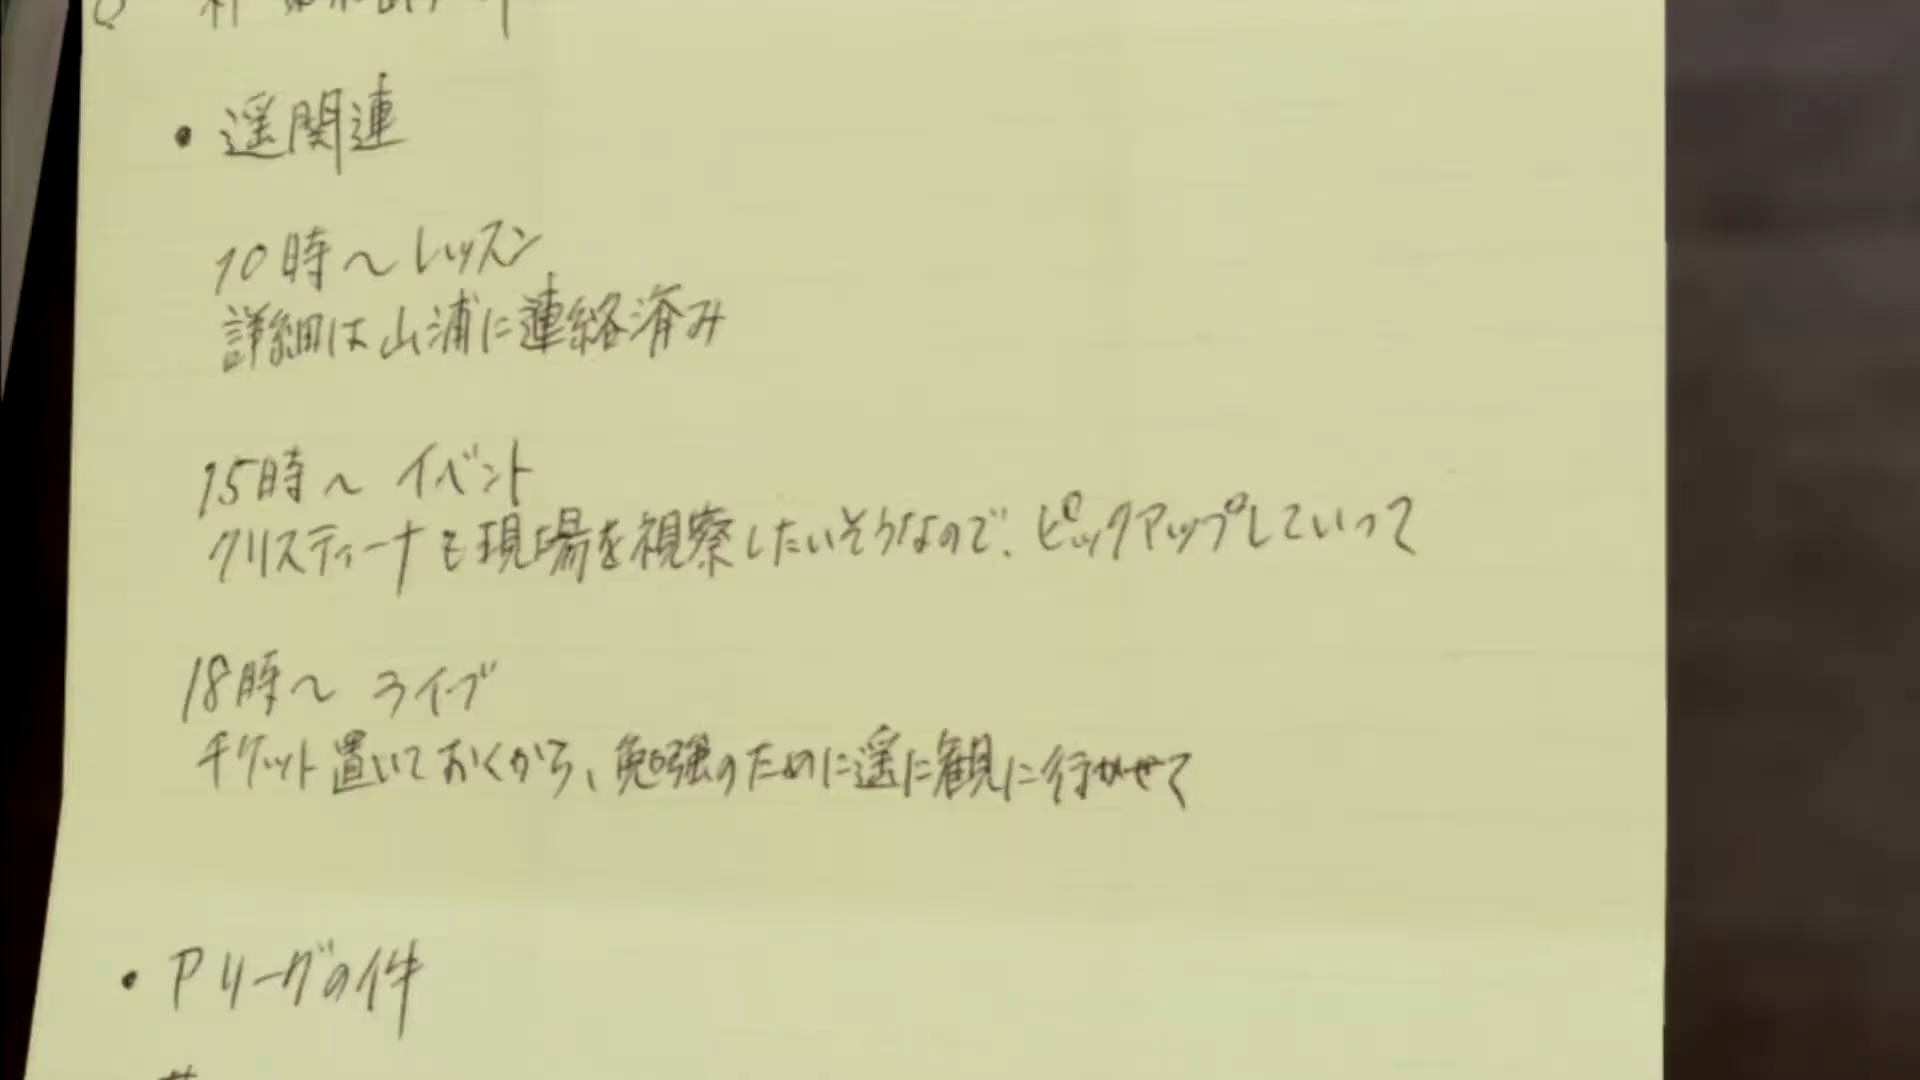 ・遥関連
10時～レッスン
詳細は山浦に連絡済み
15時～ イベント
クリスティーナも現場を視察したいそうなので、ピックアップしていって
18時～ ライブ
チケット置いておくから、勉強のために遥に観に行かせて
・Pリーグの件